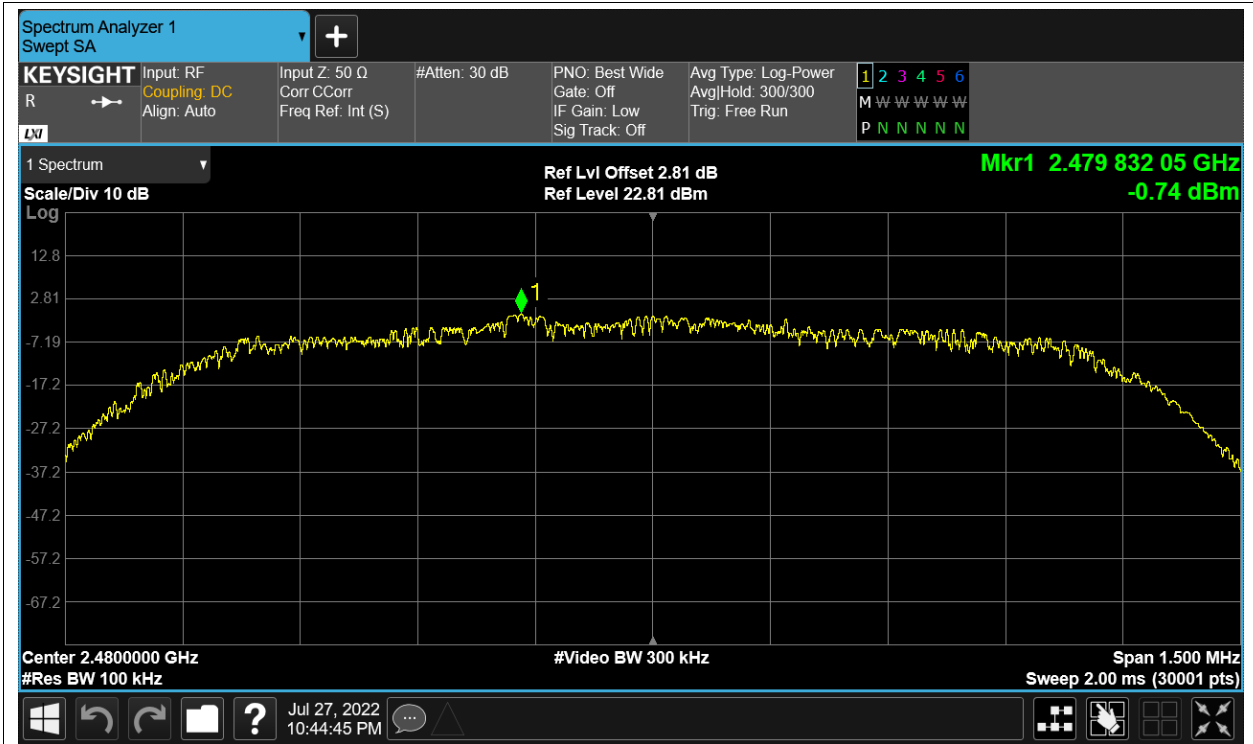 Spectrum Analyzer 1
Swept SA
KEYSIGHT
R
LXI
Input: RF
Coupling: DC
Align: Auto
Input Z: 50 Ω
Corr CCorr
Freq Ref: Int (S)
#Atten: 30 dB
PNO: Best Wide
Gate: Off
IF Gain: Low
Sig Track: Off
Avg Type: Log-Power
Avg|Hold: 300/300
Trig: Free Run
1 2 3 4 5 6
M W W W W W
P N N N N N
1 Spectrum
Scale/Div 10 dB
Log
Ref Lvl Offset 2.81 dB
Ref Level 22.81 dBm
Mkr1 2.479 832 05 GHz
-0.74 dBm
12.8
2.81
1
-7.19
-17.2
-27.2
-37.2
-47.2
-57.2
-67.2
Center 2.4800000 GHz
#Video BW 300 kHz
Span 1.500 MHz
#Res BW 100 kHz
Sweep 2.00 ms (30001 pts)
?
Jul 27, 2022
10:44:45 PM